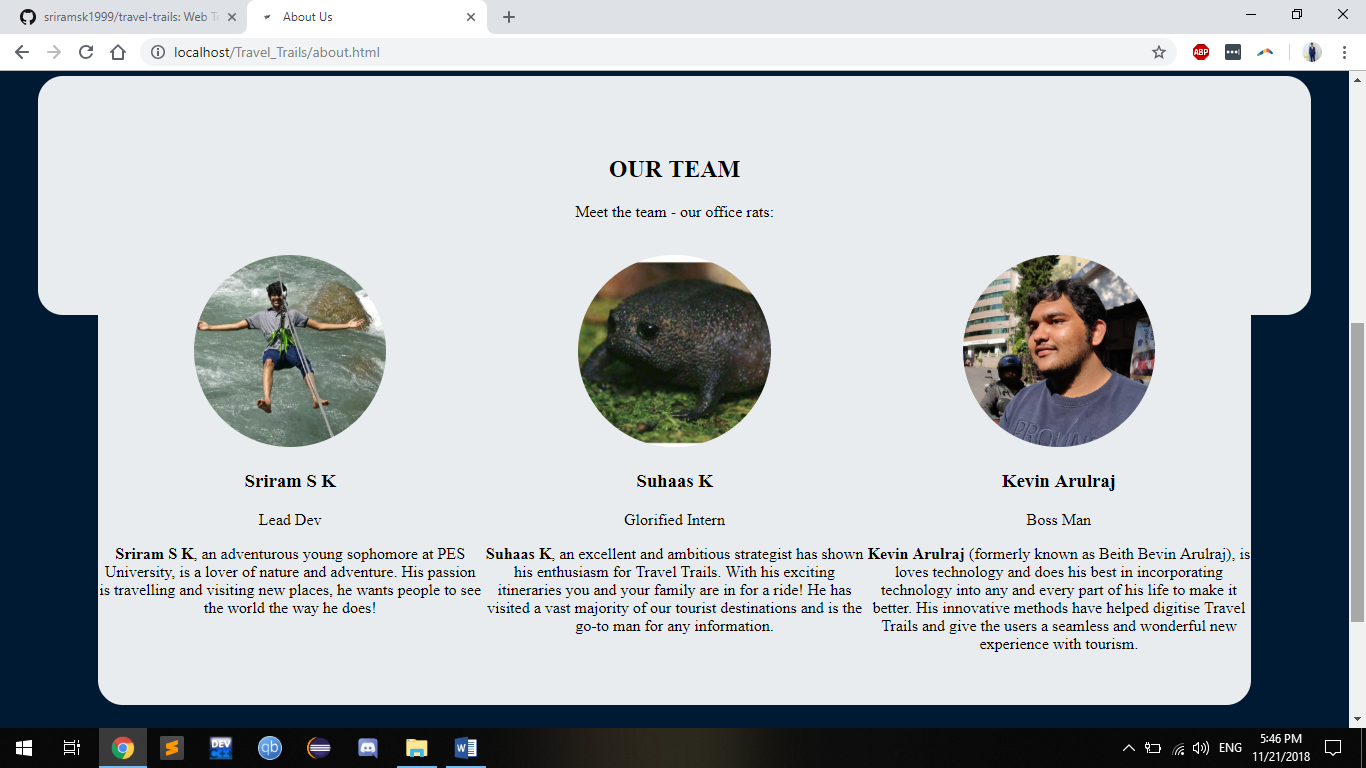 sriramsk1999/travel-trails: Web T
About Us
localhost/Travel_Trails/about.html
ABP
OUR TEAM
Meet the team - our office rats:
Sriram S K
Lead Dev
Sriram S K, an adventurous young sophomore at PES
University, is a lover of nature and adventure. His passion
is travelling and visiting new places, he wants people to see
the world the way he does!
Suhaas K
Glorified Intern
Suhaas K, an excellent and ambitious strategist has shown
his enthusiasm for Travel Trails. With his exciting
itineraries you and your family are in for a ride! He has
visited a vast majority of our tourist destinations and is the
go-to man for any information.
Kevin Arulraj
Boss Man
Kevin Arulraj (formerly known as Beith Bevin Arulraj), is
loves technology and does his best in incorporating
technology into any and every part of his life to make it
better. His innovative methods have helped digitise Travel
Trails and give the users a seamless and wonderful new
experience with tourism.
DEV
C++
qb
W
ENG
5:46 PM
11/21/2018